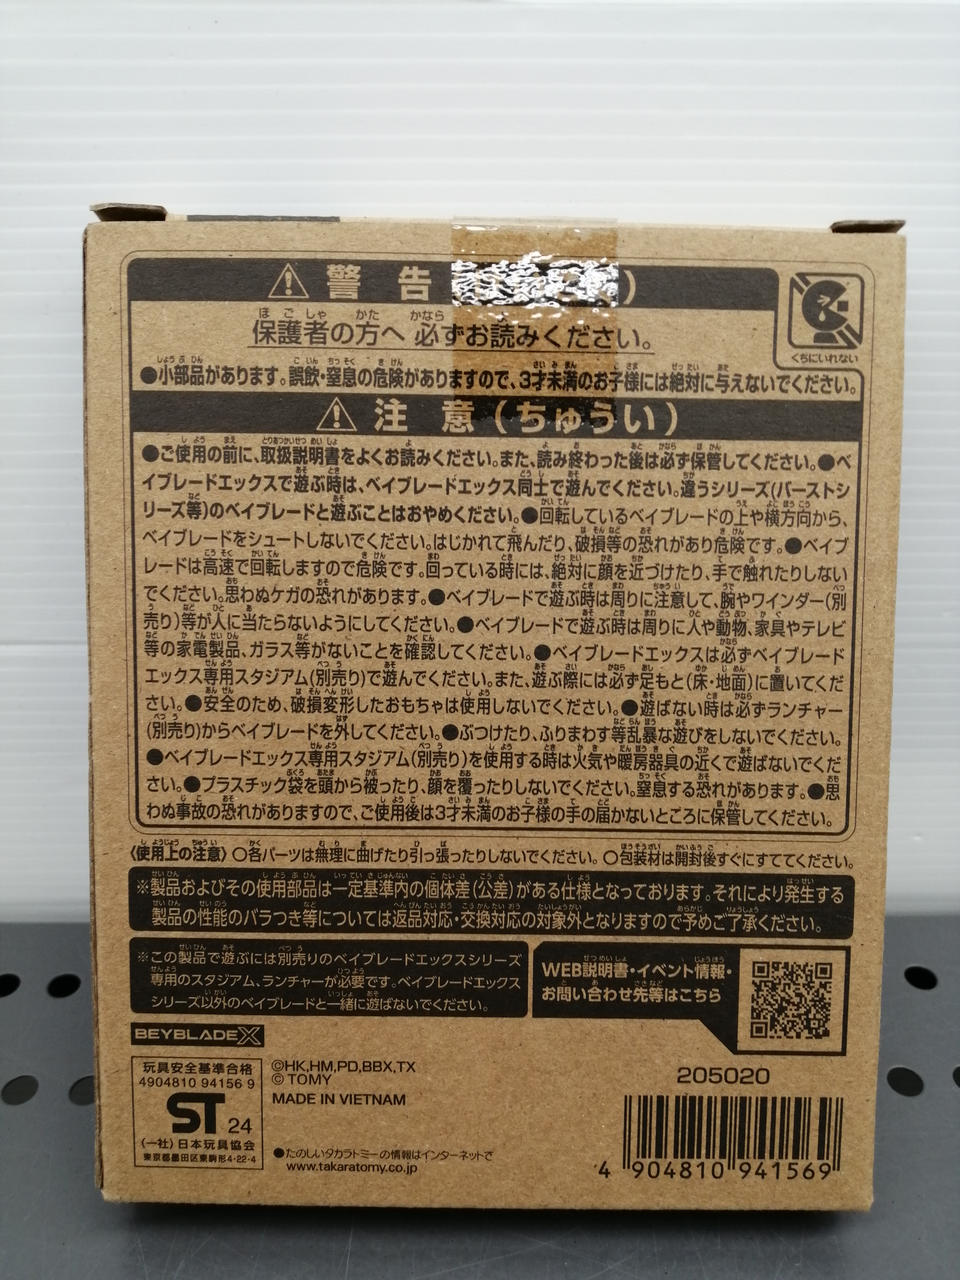 警 告 )
保護者の方へ 必ずお読みください。
くちにいれない
●小部品があります。誤飲・窒息の危険がありますので、3才未満のお子様には絶対に与えないでください。
注 意 (ちゅうい)
●ご使用の前に、取扱説明書をよくお読みください。また、読み終わった後は必ず保管してください。●ベ
イブレードエックスで遊ぶ時は、ベイブレードエックス同士で遊んでください。違うシリーズ(バーストシ
リーズ等)のベイブレードと遊ぶことはおやめください。●回転しているベイブレードの上や横方向から、
ベイブレードをシュートしないでください。はじかれて飛んだり、破損等の恐れがあり危険です。●ベイブ
レードは高速で回転しますので危険です。回っている時には、絶対に顔を近づけたり、手で触れたりしない
でください。思わぬケガの恐れがあります。●ベイブレードで遊ぶ時は周りに注意して、腕やワインダー(別
売り)等が人に当たらないようにしてください。●ベイブレードで遊ぶ時は周りに人や動物、家具やテレビ
等の家電製品、ガラス等がないことを確認してください。●ベイブレードエックスは必ずベイブレード
エックス専用スタジアム(別売り)で遊んでください。また、遊ぶ際には必ず足もと(床・地面)に置いてくだ
さい。●安全のため、破損変形したおもちゃは使用しないでください。●遊ばない時は必ずランチャー
(別売り)からベイブレードを外してください。●ぶつけたり、ふりまわす等乱暴な遊びをしないでください。
●ベイブレードエックス専用スタジアム(別売り)を使用する時は火気や暖房器具の近くで遊ばないでくだ
さい。●プラスチック袋を頭から被ったり、顔を覆ったりしないでください。窒息する恐れがあります。●思
わぬ事故の恐れがありますので、ご使用後は3才未満のお子様の手の届かないところに保管してください。
〈使用上の注意〉○各パーツは無理に曲げたり引っ張ったりしないでください。○包装材は開封後すぐにすててください。
※製品およびその使用部品は一定基準内の個体差(公差)がある仕様となっております。それにより発生する
製品の性能のバラつき等については返品対応・交換対応の対象外となりますので予めご了承ください。
※この製品で遊ぶには別売りのベイブレードエックスシリーズ
専用のスタジアム、ランチャーが必要です。ベイブレードエックス
シリーズ以外のベイブレードと一緒に遊ばないでください。
WEB説明書・イベント情報・
お問い合わせ先等はこちら
BEYBLADE X
玩具安全基準合格
4904810 94156 9
ST 24
(一社)日本玩具協会
東京都墨田区東駒形4-22-4
©HK,HM,PD,BBX,TX
© TOMY
MADE IN VIETNAM
●たのしいタカラトミーの情報はインターネットで
www.takaratomy.co.jp
205020
4 904810 941569